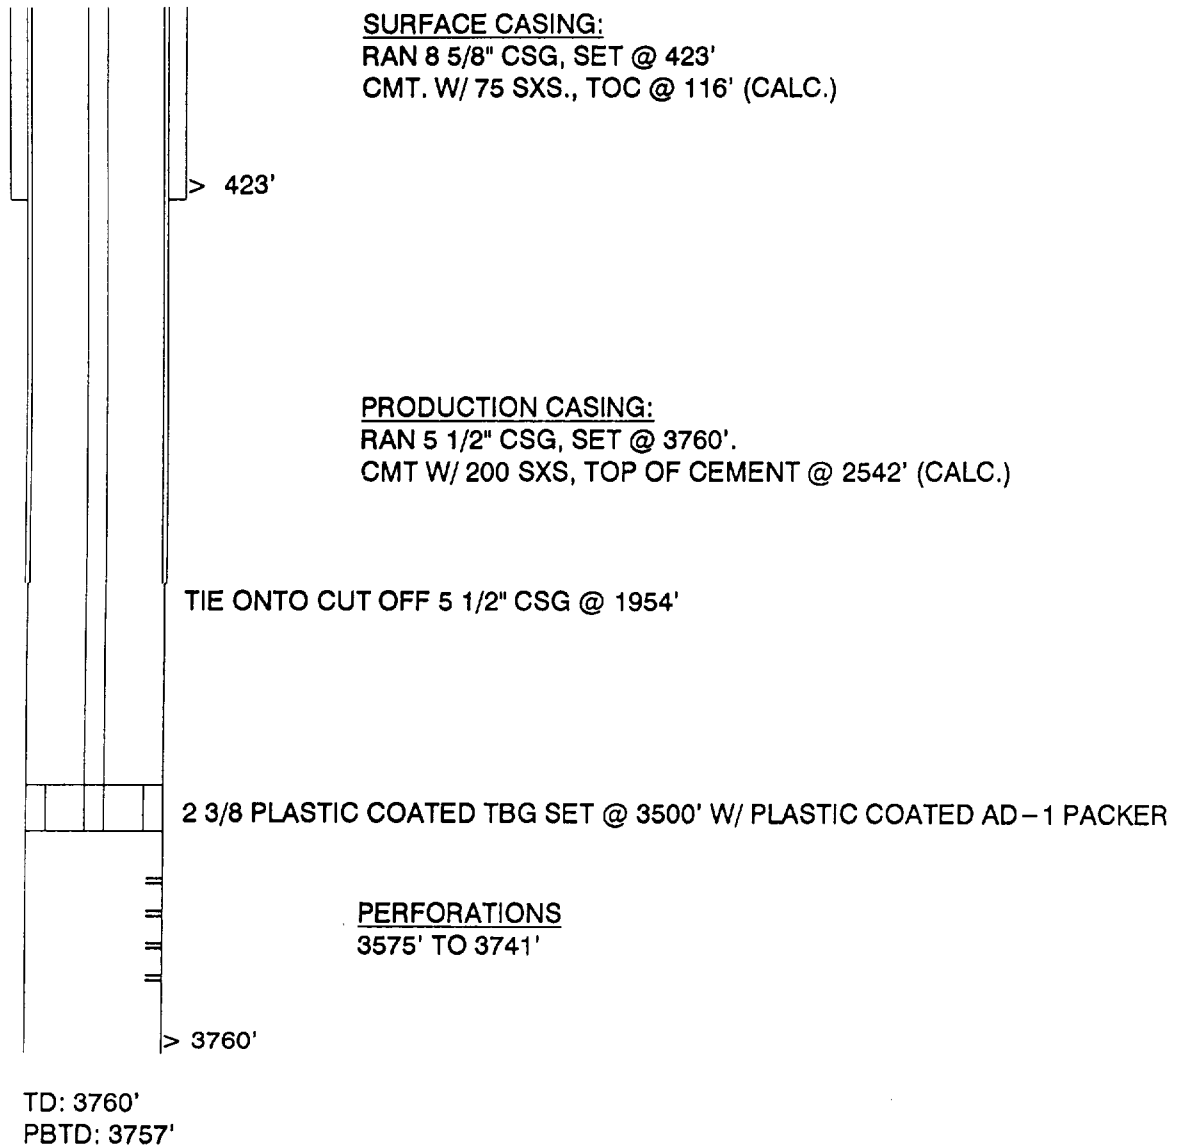 SURFACE CASING:
RAN 8 5/8" CSG, SET @ 423'
CMT. W/ 75 SXS., TOC @ 116' (CALC.)
> 423'
PRODUCTION CASING:
RAN 5 1/2" CSG, SET @ 3760'.
CMT W/ 200 SXS, TOP OF CEMENT @ 2542' (CALC.)
TIE ONTO CUT OFF 5 1/2" CSG @ 1954'
2 3/8 PLASTIC COATED TBG SET @ 3500' W/ PLASTIC COATED AD-1 PACKER
PERFORATIONS
3575' TO 3741'
> 3760'
TD: 3760'
PBTD: 3757'